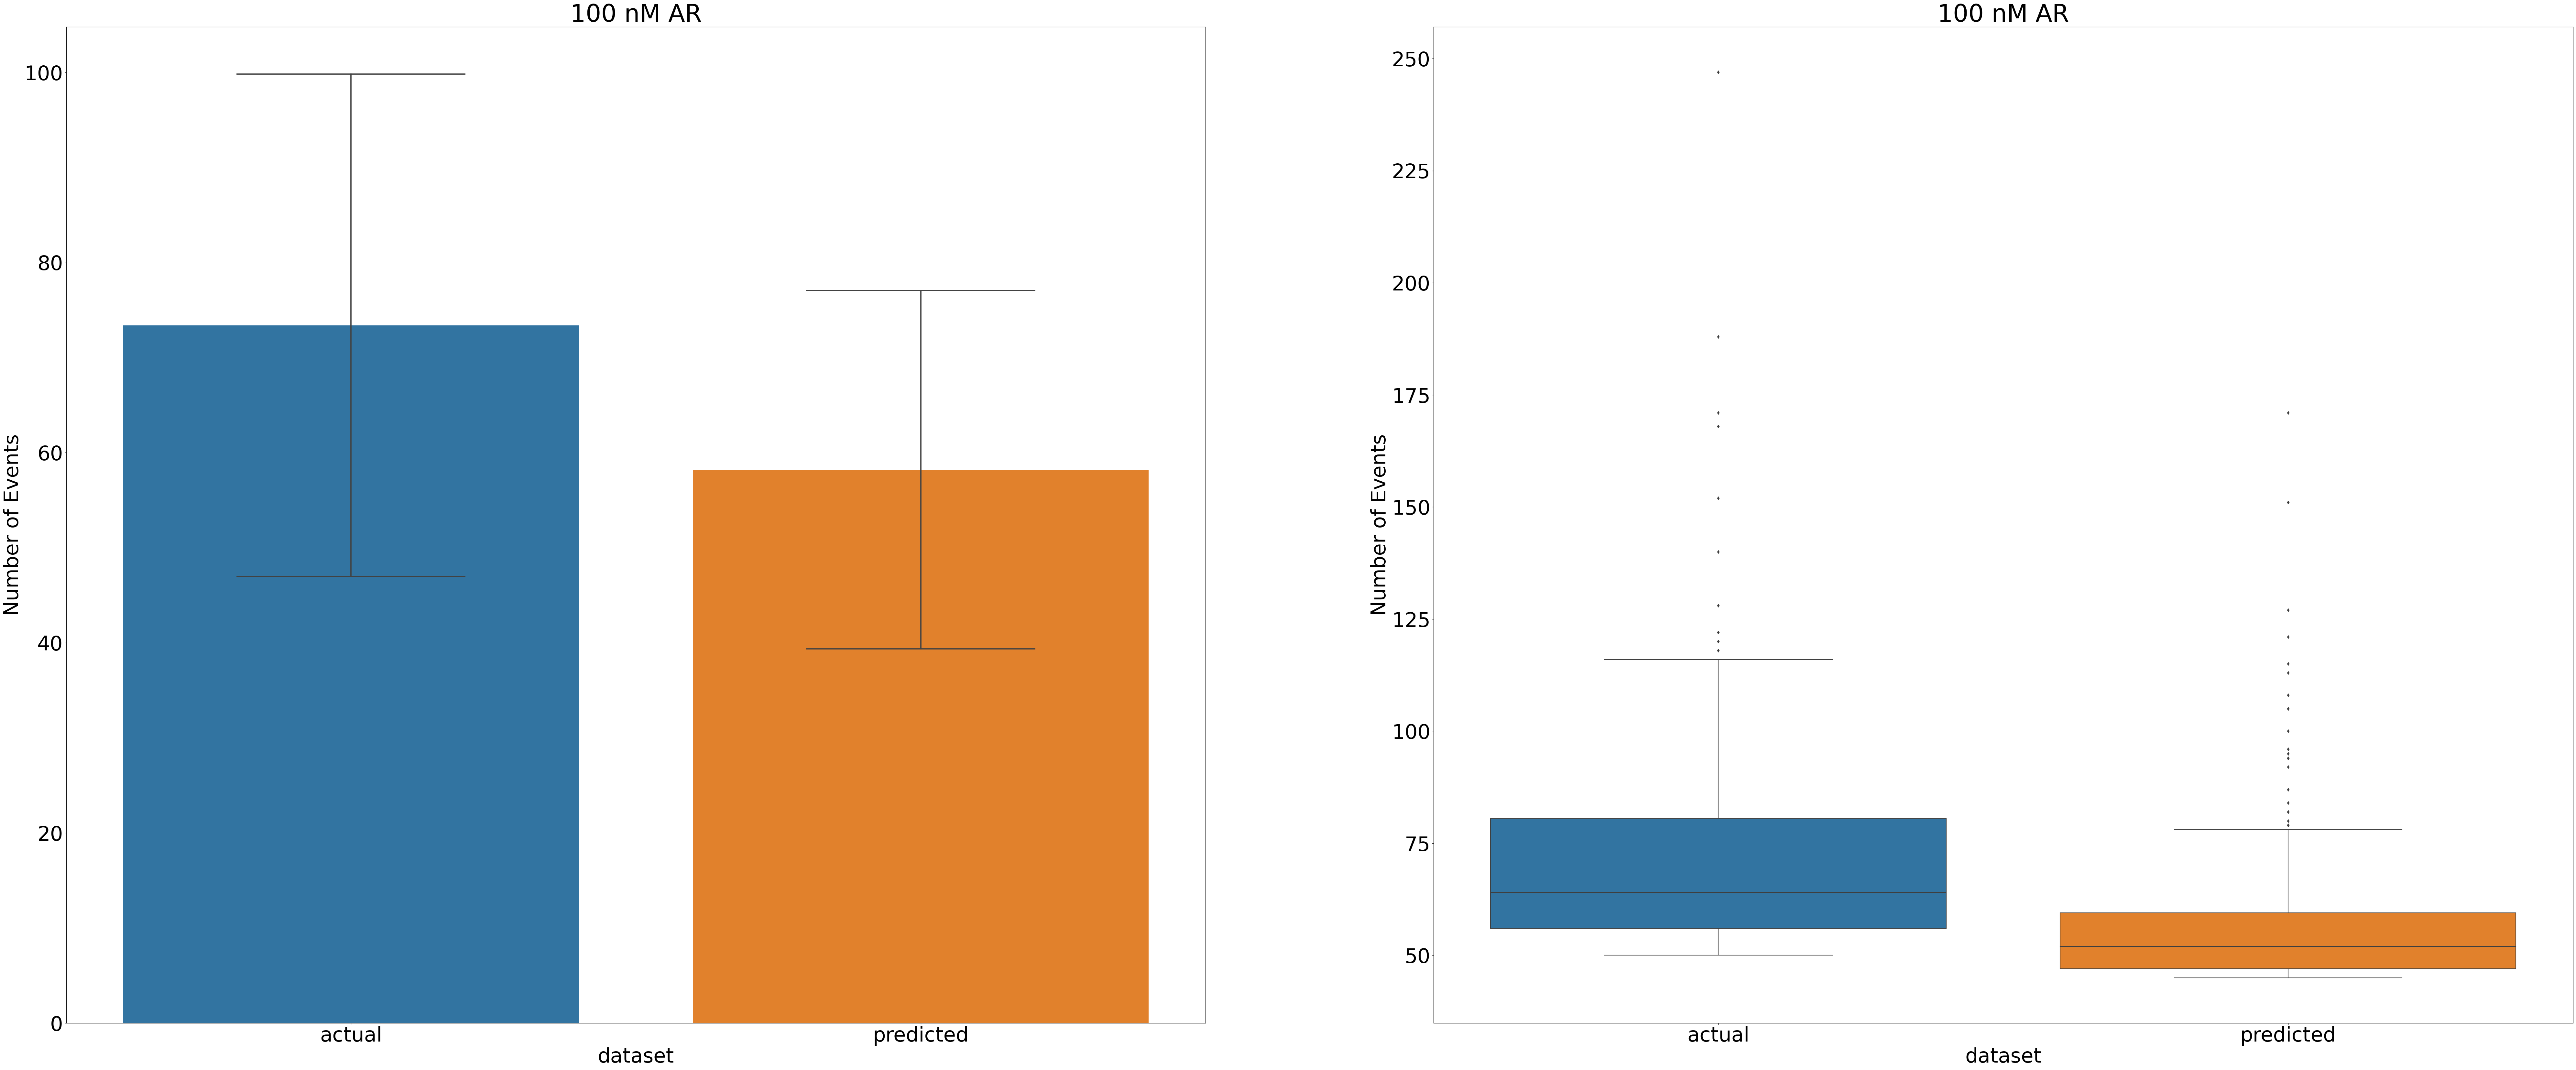 100 nM AR
100
80
60
40
20
0
Number of Events
actual predicted
dataset
100 nM AR
250
225
200
175
150
125
100
75
50
Number of Events
actual predicted
dataset